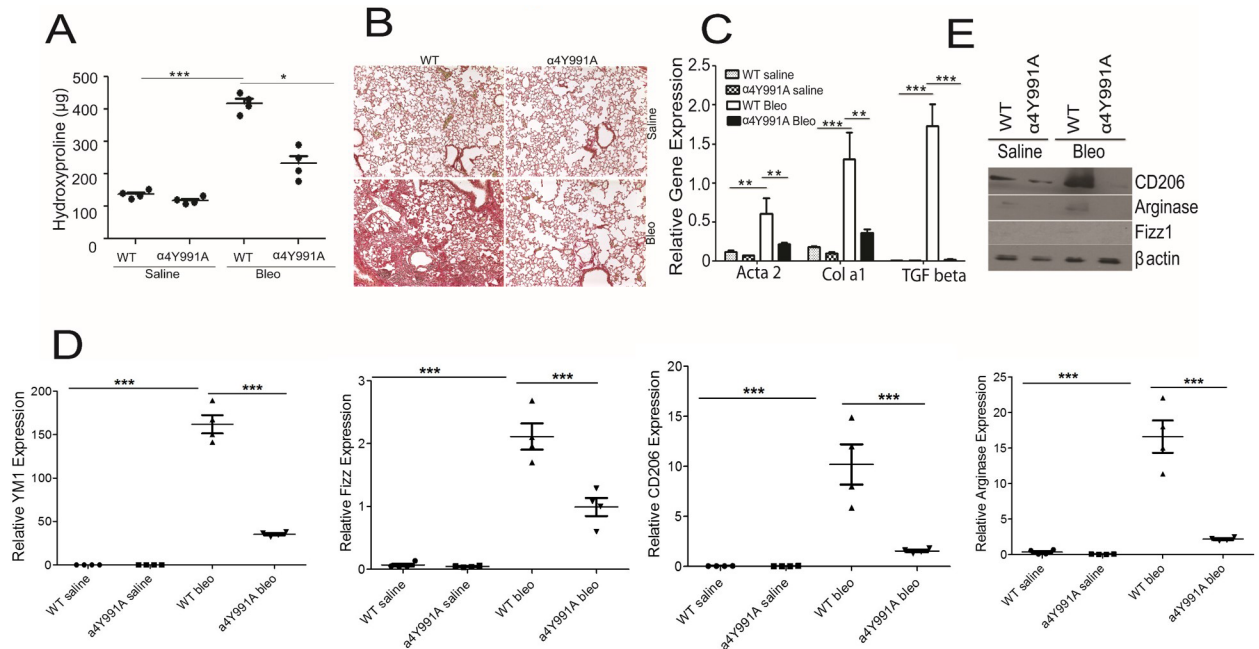 A
Hydroxyproline (µg)
500
400
300
200
100
0
***
*
WT
α4Y991A
WT
α4Y991A
Saline
Bleo
B
WT
α4Y991A
Saline
Bleo
C
Relative Gene Expression
2.5
2.0
1.5
1.0
0.5
0
WT saline
α4Y991A saline
WT Bleo
α4Y991A Bleo
**
**
***
**
***
***
Acta 2
Col a1
TGF beta
E
WT
α4Y991A
WT
α4Y991A
Saline
Bleo
CD206
Arginase
Fizz1
β actin
D
Relative YM1 Expression
200
150
100
50
0
***
***
WT saline
a4Y991A saline
WT bleo
a4Y991A bleo
Relative Fizz Expression
3
2
1
0
***
***
WT saline
a4Y991A saline
WT bleo
a4Y991A bleo
Relative CD206 Expression
20
15
10
5
0
***
***
WT saline
a4Y991A saline
WT bleo
a4Y991A bleo
Relative Arginase Expression
25
20
15
10
5
0
***
***
WT saline
a4Y991A saline
WT bleo
a4Y991A bleo